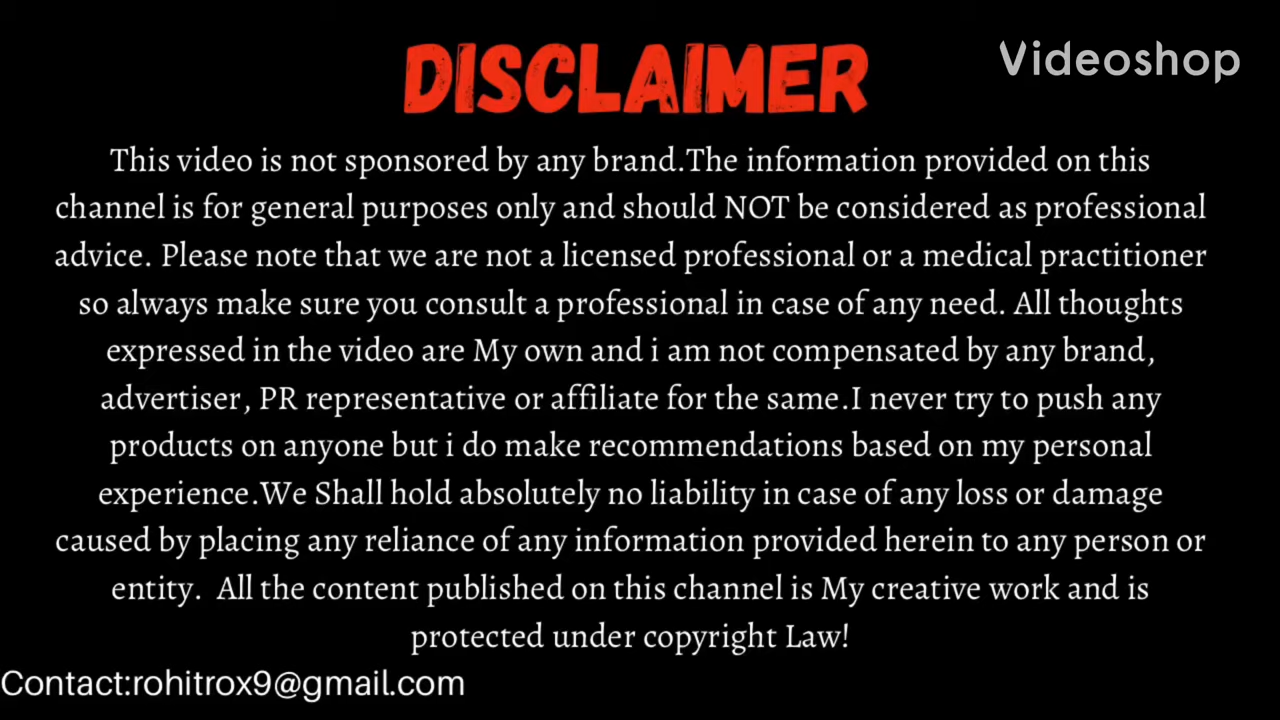 DISCLAIMER
Videoshop
This video is not sponsored by any brand.The information provided on this
channel is for general purposes only and should NOT be considered as professional
advice. Please note that we are not a licensed professional or a medical practitioner
so always make sure you consult a professional in case of any need. All thoughts
expressed in the video are My own and i am not compensated by any brand,
advertiser, PR representative or affiliate for the same.I never try to push any
products on anyone but i do make recommendations based on my personal
experience.We Shall hold absolutely no liability in case of any loss or damage
caused by placing any reliance of any information provided herein to any person or
entity.  All the content published on this channel is My creative work and is
protected under copyright Law!
Contact:rohitrox9@gmail.com